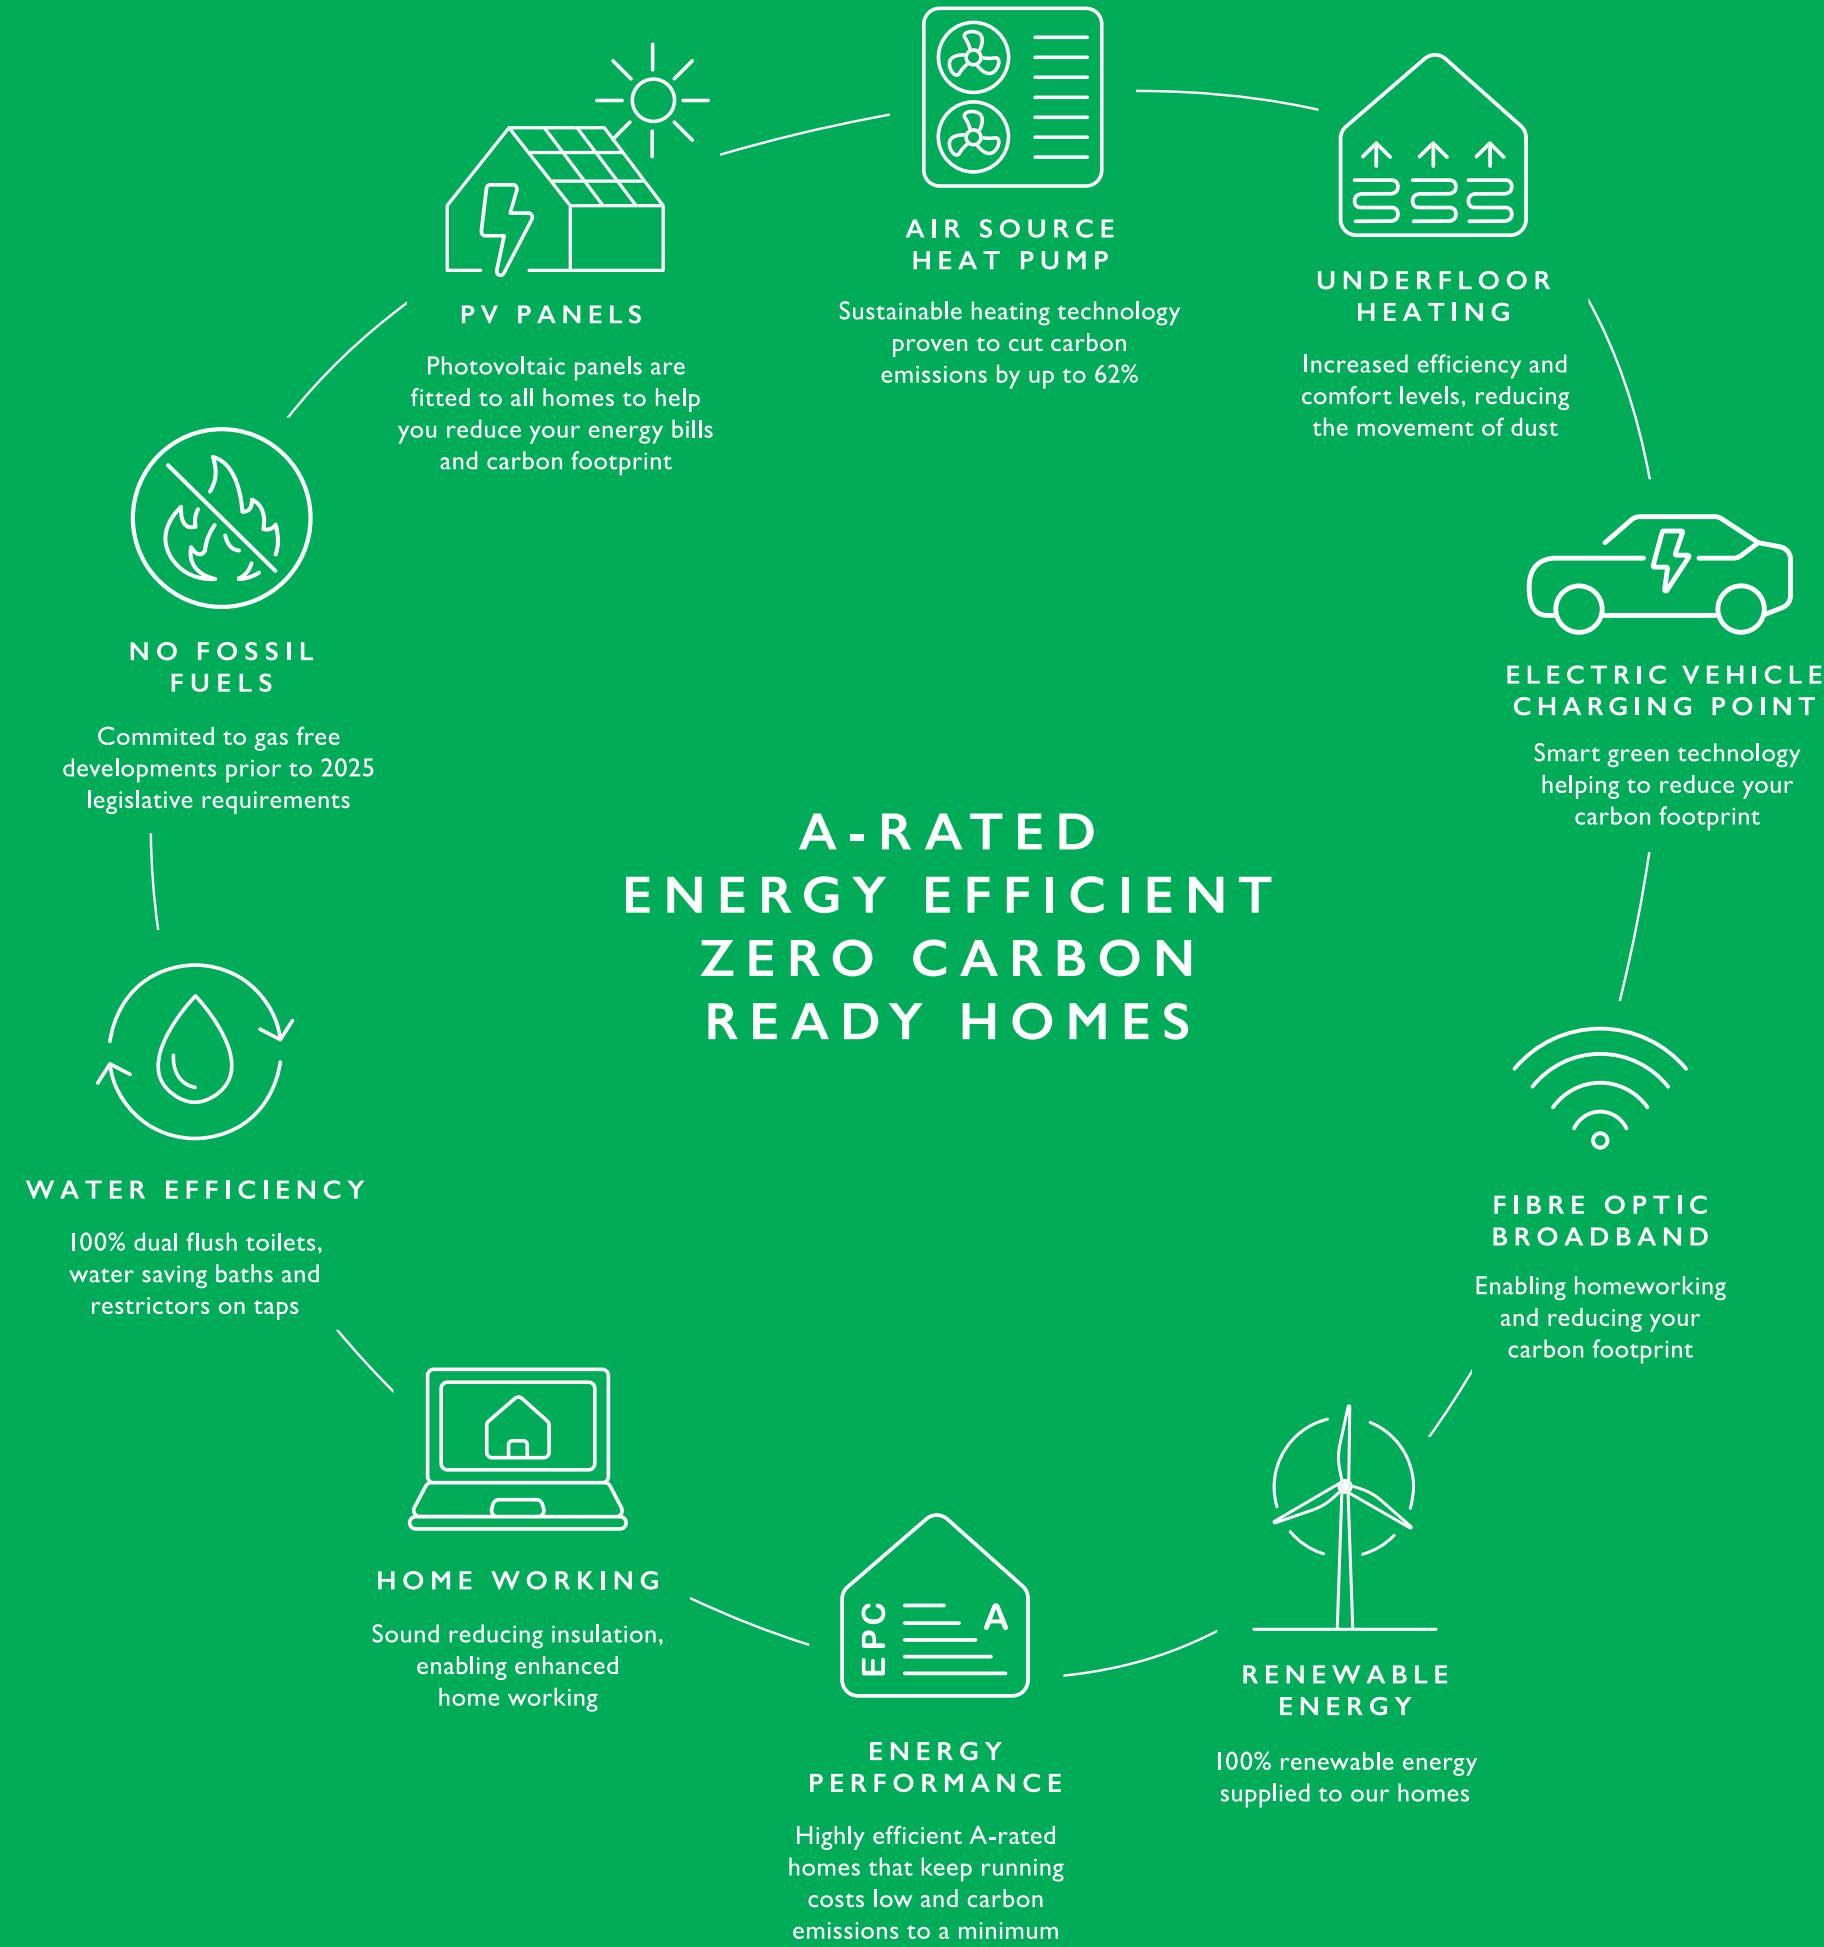 AIR SOURCE
HEAT PUMP
Sustainable heating technology
proven to cut carbon
emissions by up to 62%
UNDERFLOOR
HEATING
Increased efficiency and
comfort levels, reducing
the movement of dust
ELECTRIC VEHICLE
CHARGING POINT
Smart green technology
helping to reduce your
carbon footprint
FIBRE OPTIC
BROADBAND
Enabling homeworking
and reducing your
carbon footprint
RENEWABLE
ENERGY
100% renewable energy
supplied to our homes
EPC
A
ENERGY
PERFORMANCE
Highly efficient A-rated
homes that keep running
costs low and carbon
emissions to a minimum
HOME WORKING
Sound reducing insulation,
enabling enhanced
home working
WATER EFFICIENCY
100% dual flush toilets,
water saving baths and
restrictors on taps
NO FOSSIL
FUELS
Commited to gas free
developments prior to 2025
legislative requirements
PV PANELS
Photovoltaic panels are
fitted to all homes to help
you reduce your energy bills
and carbon footprint
A-RATED
ENERGY EFFICIENT
ZERO CARBON
READY HOMES